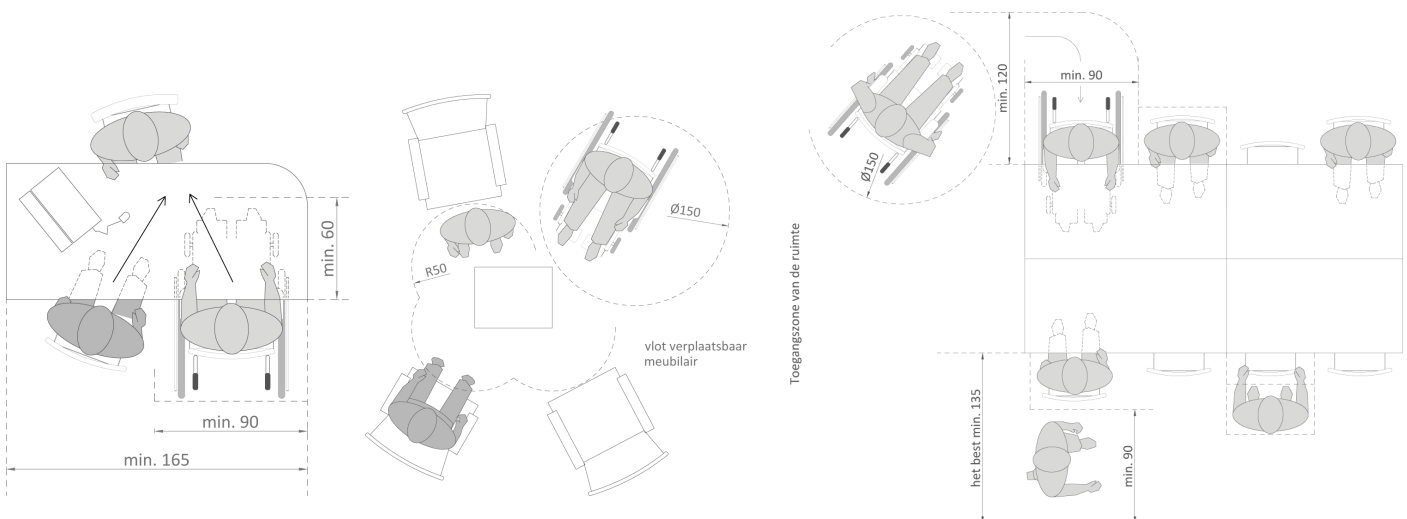 min. 60
min. 90
min. 165
R50
Ø150
vlot verplaatsbaar
meubilair
Toegangszone van de ruimte
Ø150
min. 120
min. 90
het best min. 135
min. 90